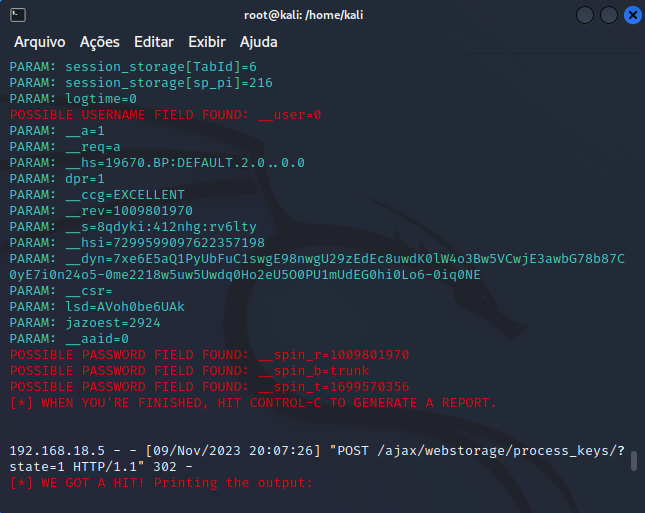 root@kali: /home/kali
Arquivo Ações Editar Exibir Ajuda
PARAM: session_storage[TabId]=6
PARAM: session_storage[sp_pi]=216
PARAM: logtime=0
POSSIBLE USERNAME FIELD FOUND: __user=0
PARAM: __a=1
PARAM: __req=a
PARAM: __hs=19670.BP:DEFAULT.2.0..0.0
PARAM: dpr=1
PARAM: __ccg=EXCELLENT
PARAM: __rev=1009801970
PARAM: __s=8qdyki:412nhg:rv6lty
PARAM: __hsi=7299599097622357198
PARAM: __dyn=7xe6E5aQ1PyUbFuC1swgE98nwgU29zEdEc8uwdK0lW4o3Bw5VCwjE3awbG78b87C
0yE7i0n24o5-0me2218w5uw5Uwdq0Ho2eU5O0PU1mUdEG0hi0Lo6-0iq0NE
PARAM: __csr=
PARAM: lsd=AVoh0be6UAk
PARAM: jazoest=2924
PARAM: __aaid=0
POSSIBLE PASSWORD FIELD FOUND: __spin_r=1009801970
POSSIBLE PASSWORD FIELD FOUND: __spin_b=trunk
POSSIBLE PASSWORD FIELD FOUND: __spin_t=1699570356
[*] WHEN YOU'RE FINISHED, HIT CONTROL-C TO GENERATE A REPORT.
192.168.18.5 - - [09/Nov/2023 20:07:26] "POST /ajax/webstorage/process_keys/?
state=1 HTTP/1.1" 302 -
[*] WE GOT A HIT! Printing the output: